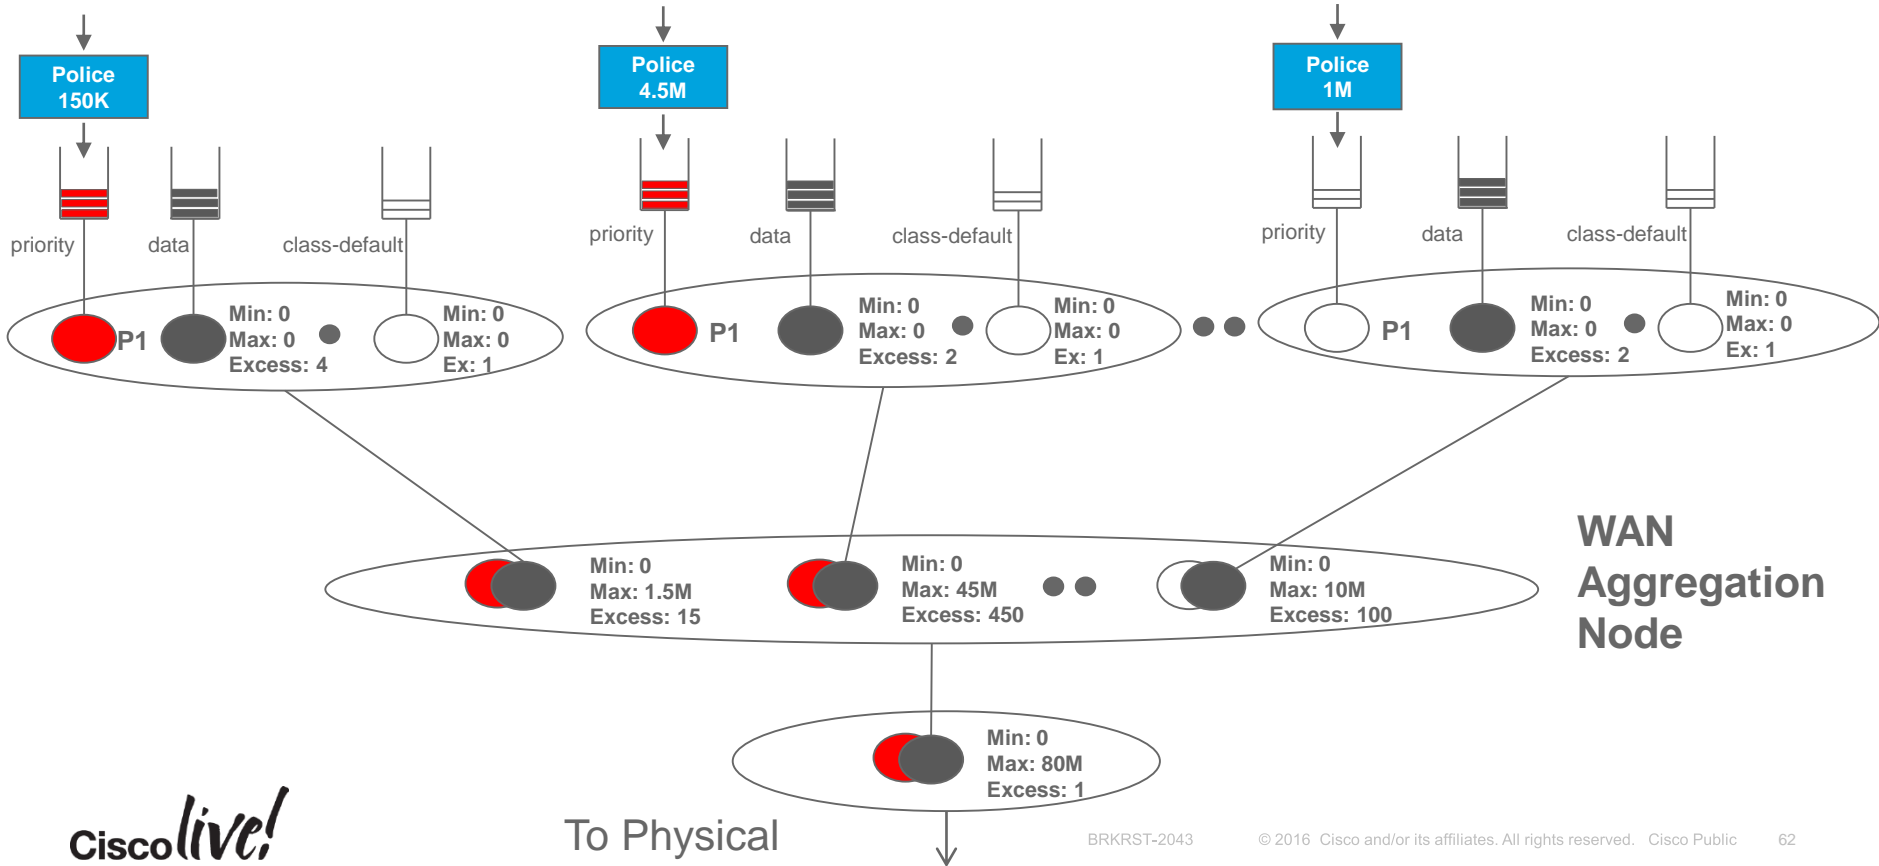 Police
150K
priority
data
class-default
P1
Min: 0
Max: 0
Excess: 4
Min: 0
Max: 0
Ex: 1
Police
4.5M
priority
data
class-default
P1
Min: 0
Max: 0
Excess: 2
Min: 0
Max: 0
Ex: 1
Police
1M
priority
data
class-default
P1
Min: 0
Max: 0
Excess: 2
Min: 0
Max: 0
Ex: 1
Min: 0
Max: 1.5M
Excess: 15
Min: 0
Max: 45M
Excess: 450
Min: 0
Max: 10M
Excess: 100
WAN
Aggregation
Node
Min: 0
Max: 80M
Excess: 1
Cisco live!
To Physical
BRKRST-2043
© 2016 Cisco and/or its affiliates. All rights reserved. Cisco Public
62